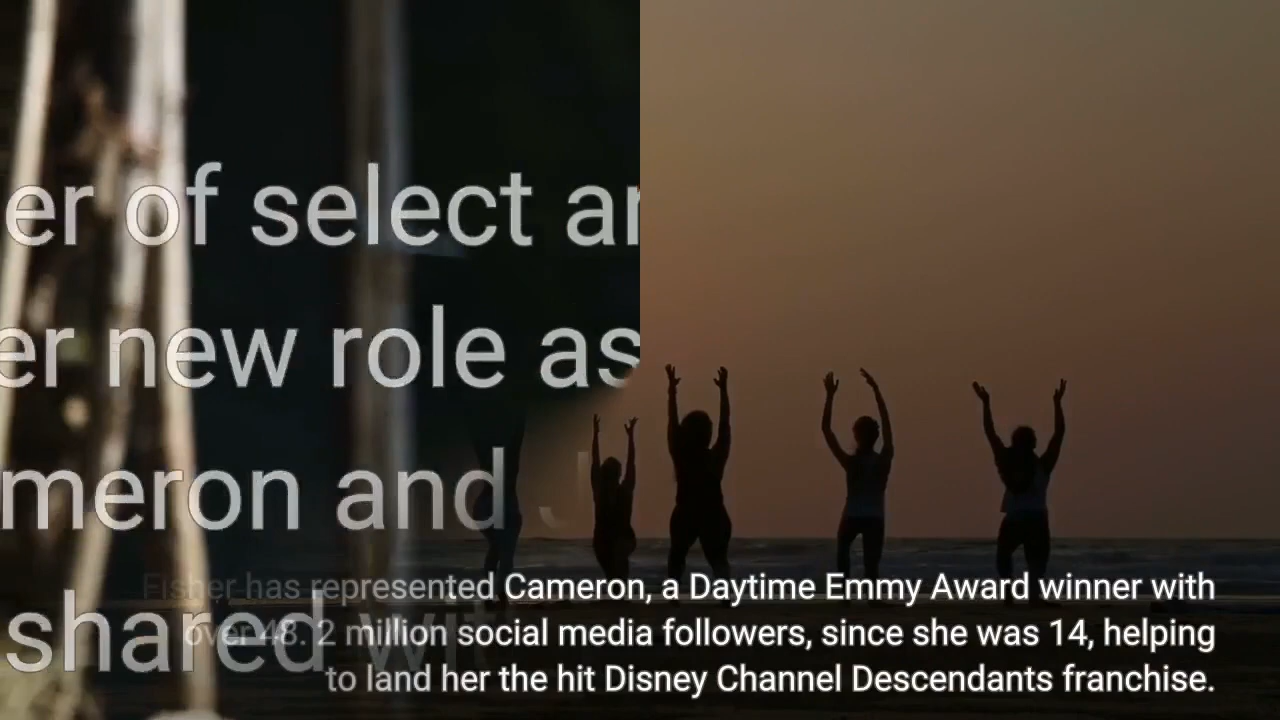 er of select
er new role as
meron and J
shared wit
Fisher has represented Cameron, a Daytime Emmy Award winner with
over 48. 2 million social media followers, since she was 14, helping
to land her the hit Disney Channel Descendants franchise.